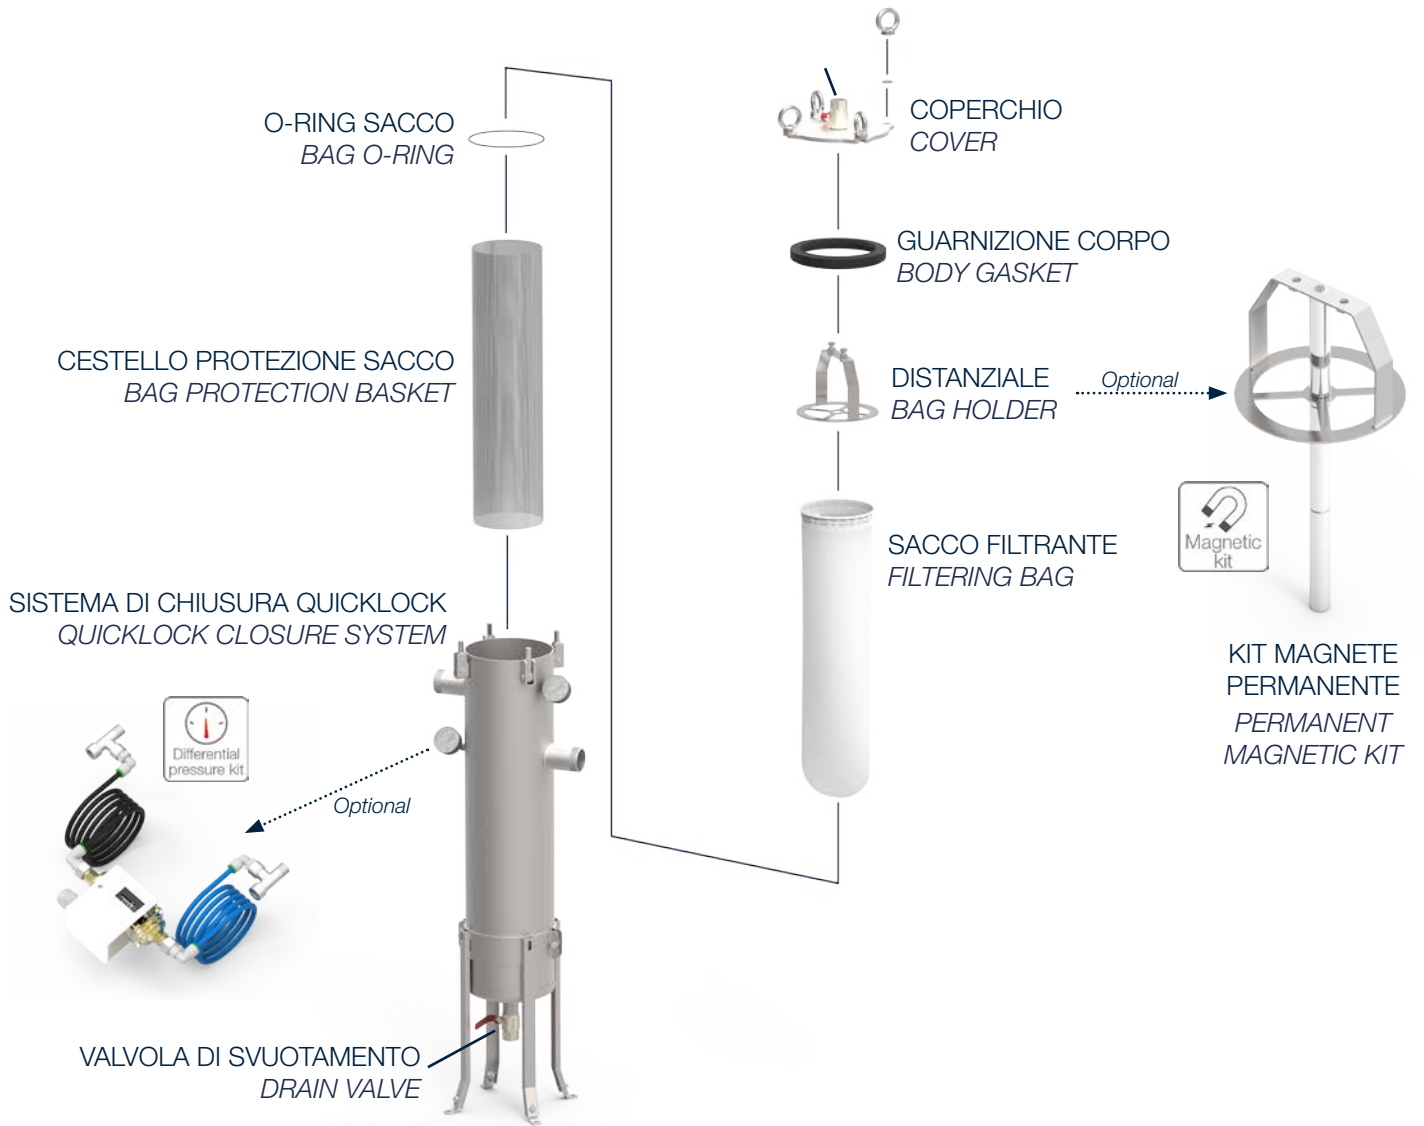 O-RING SACCO
BAG O-RING
CESTELLO PROTEZIONE SACCO
BAG PROTECTION BASKET
SISTEMA DI CHIUSURA QUICKLOCK
QUICKLOCK CLOSURE SYSTEM
Differential
pressure kit
Optional
VALVOLA DI SVUOTAMENTO
DRAIN VALVE
COPERCHIO
COVER
GUARNIZIONE CORPO
BODY GASKET
DISTANZIALE
BAG HOLDER
Optional
SACCO FILTRANTE
FILTERING BAG
Magnetic
kit
KIT MAGNETE
PERMANENTE
PERMANENT
MAGNETIC KIT